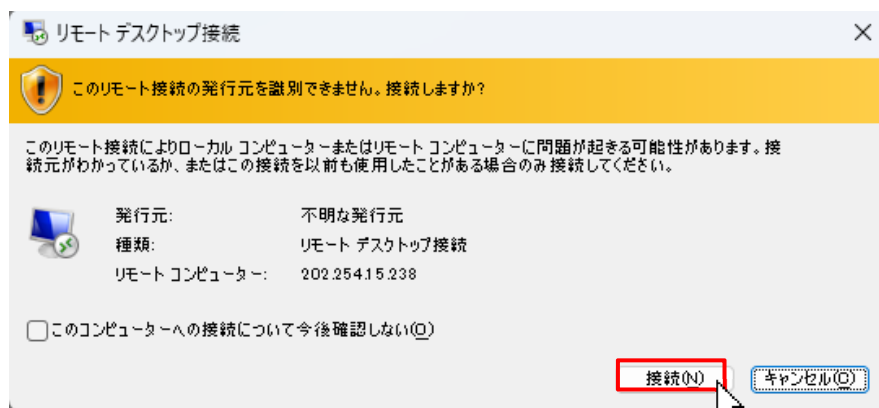 リモート デスクトップ接続
このリモート接続の発行元を識別できません。接続しますか?
このリモート接続によりローカル コンピューターまたはリモート コンピューターに問題が起きる可能性があります。接
続元がわかっているか、またはこの接続を以前も使用したことがある場合のみ接続してください。
発行元: 不明な発行元
種類: リモート デスクトップ接続
リモート コンピューター: 202.254.15.238
このコンピューターへの接続について今後確認しない(O)
接続(N) キャンセル(C)